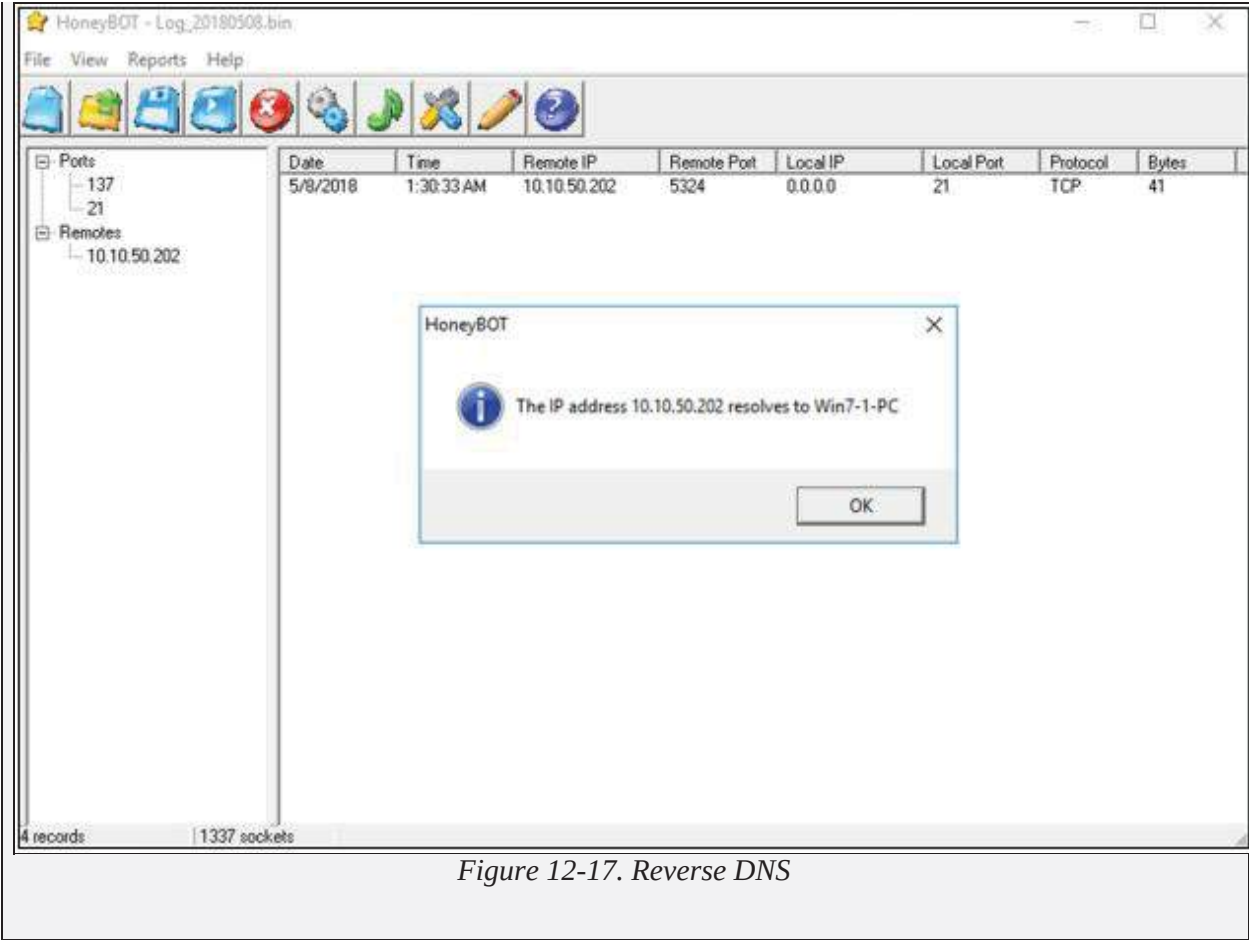 HoneyBOT - Log_20180508.bin
File View Reports Help
Ports
137
21
Remotes
10.10.50.202
Date Time Remote IP Remote Port Local IP Local Port Protocol Bytes
5/8/2018 1:30:33 AM 10.10.50.202 5324 0.0.0.0 21 TCP 41
HoneyBOT
The IP address 10.10.50.202 resolves to Win7-1-PC
OK
4 records 1337 sockets
Figure 12-17. Reverse DNS